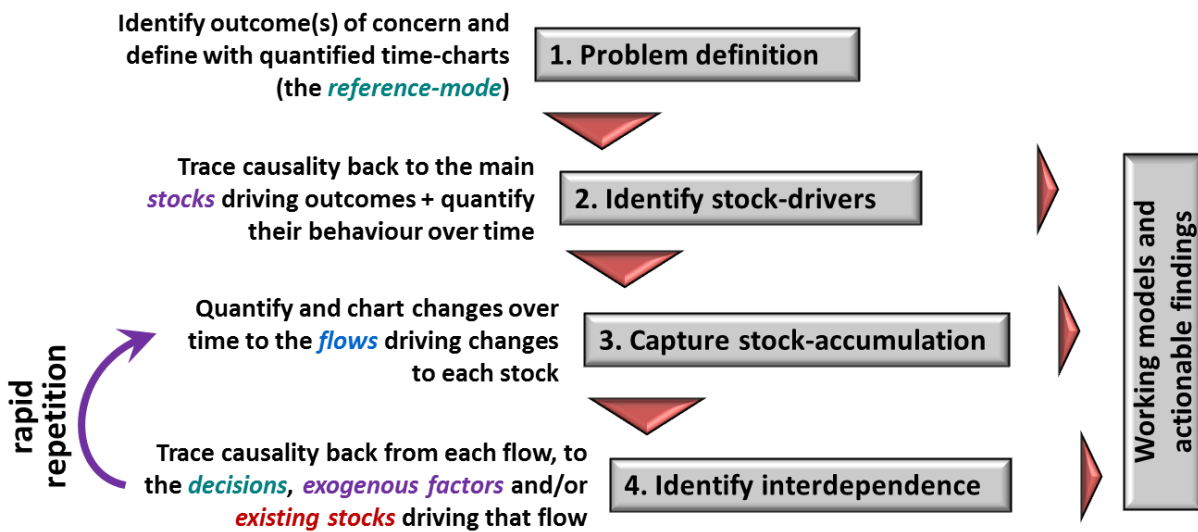 Identify outcome(s) of concern and
define with quantified time-charts
(the reference-mode)
1. Problem definition
Trace causality back to the main
stocks driving outcomes + quantify
their behaviour over time
2. Identify stock-drivers
Quantify and chart changes over
time to the flows driving changes
to each stock
3. Capture stock-accumulation
Trace causality back from each flow, to
the decisions, exogenous factors and/or
existing stocks driving that flow
4. Identify interdependence
rapid
repetition
Working models and
actionable findings